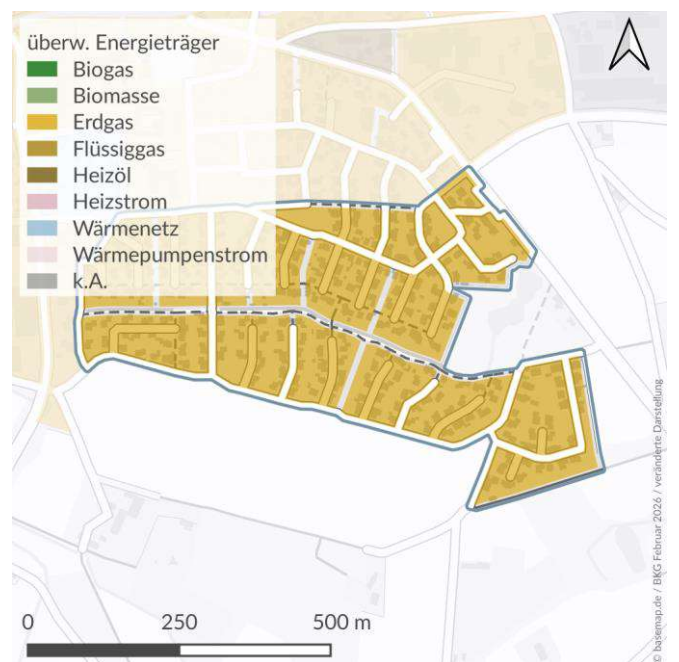 überw. Energieträger
Biogas
Biomasse
Erdgas
Flüssiggas
Heizöl
Heizstrom
Wärmenetz
Wärmepumpenstrom
k.A.
0 250 500 m
© basemap.de / BKG Februar 2026 / veränderte Darstellung